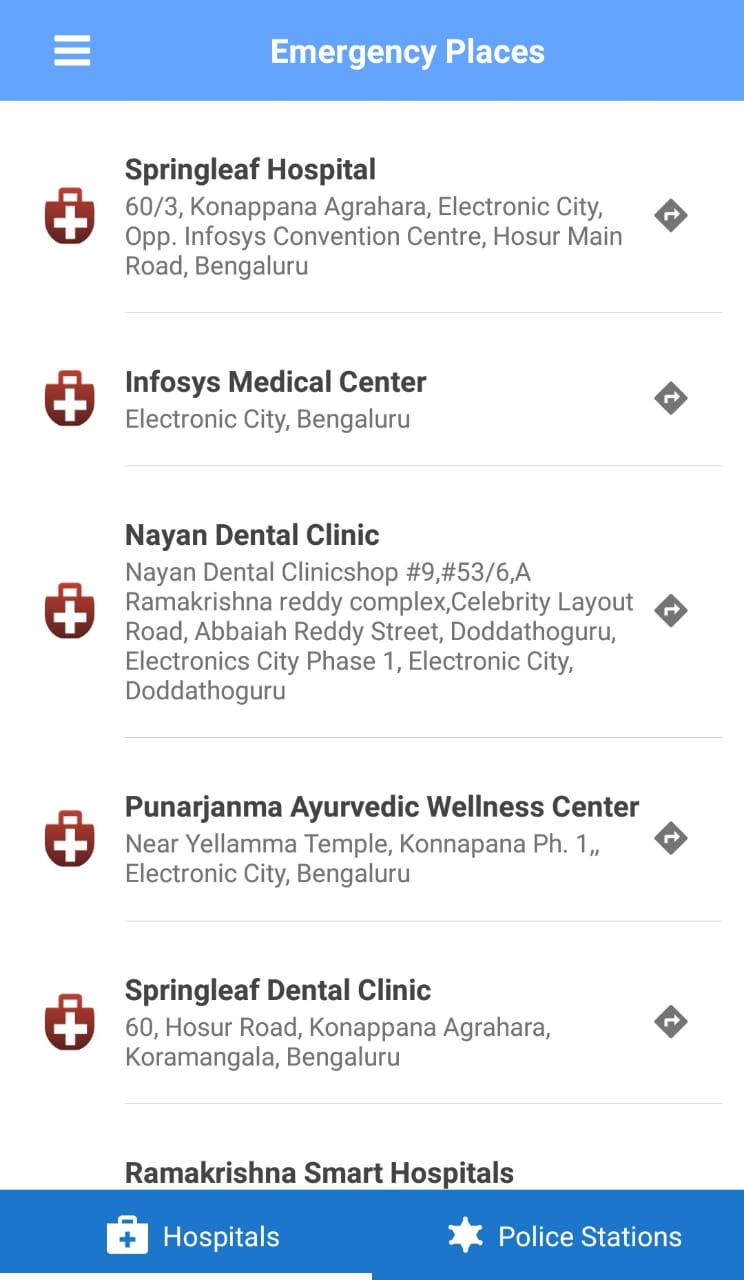 Emergency Places
Springleaf Hospital
60/3, Konappana Agrahara, Electronic City,
Opp. Infosys Convention Centre, Hosur Main
Road, Bengaluru
Infosys Medical Center
Electronic City, Bengaluru
Nayan Dental Clinic
Nayan Dental Clinicshop #9,#53/6,A
Ramakrishna reddy complex,Celebrity Layout
Road, Abbaiah Reddy Street, Doddathoguru,
Electronics City Phase 1, Electronic City,
Doddathoguru
Punarjanma Ayurvedic Wellness Center
Near Yellamma Temple, Konnapana Ph. 1,,
Electronic City, Bengaluru
Springleaf Dental Clinic
60, Hosur Road, Konappana Agrahara,
Koramangala, Bengaluru
Ramakrishna Smart Hospitals
Hospitals
Police Stations